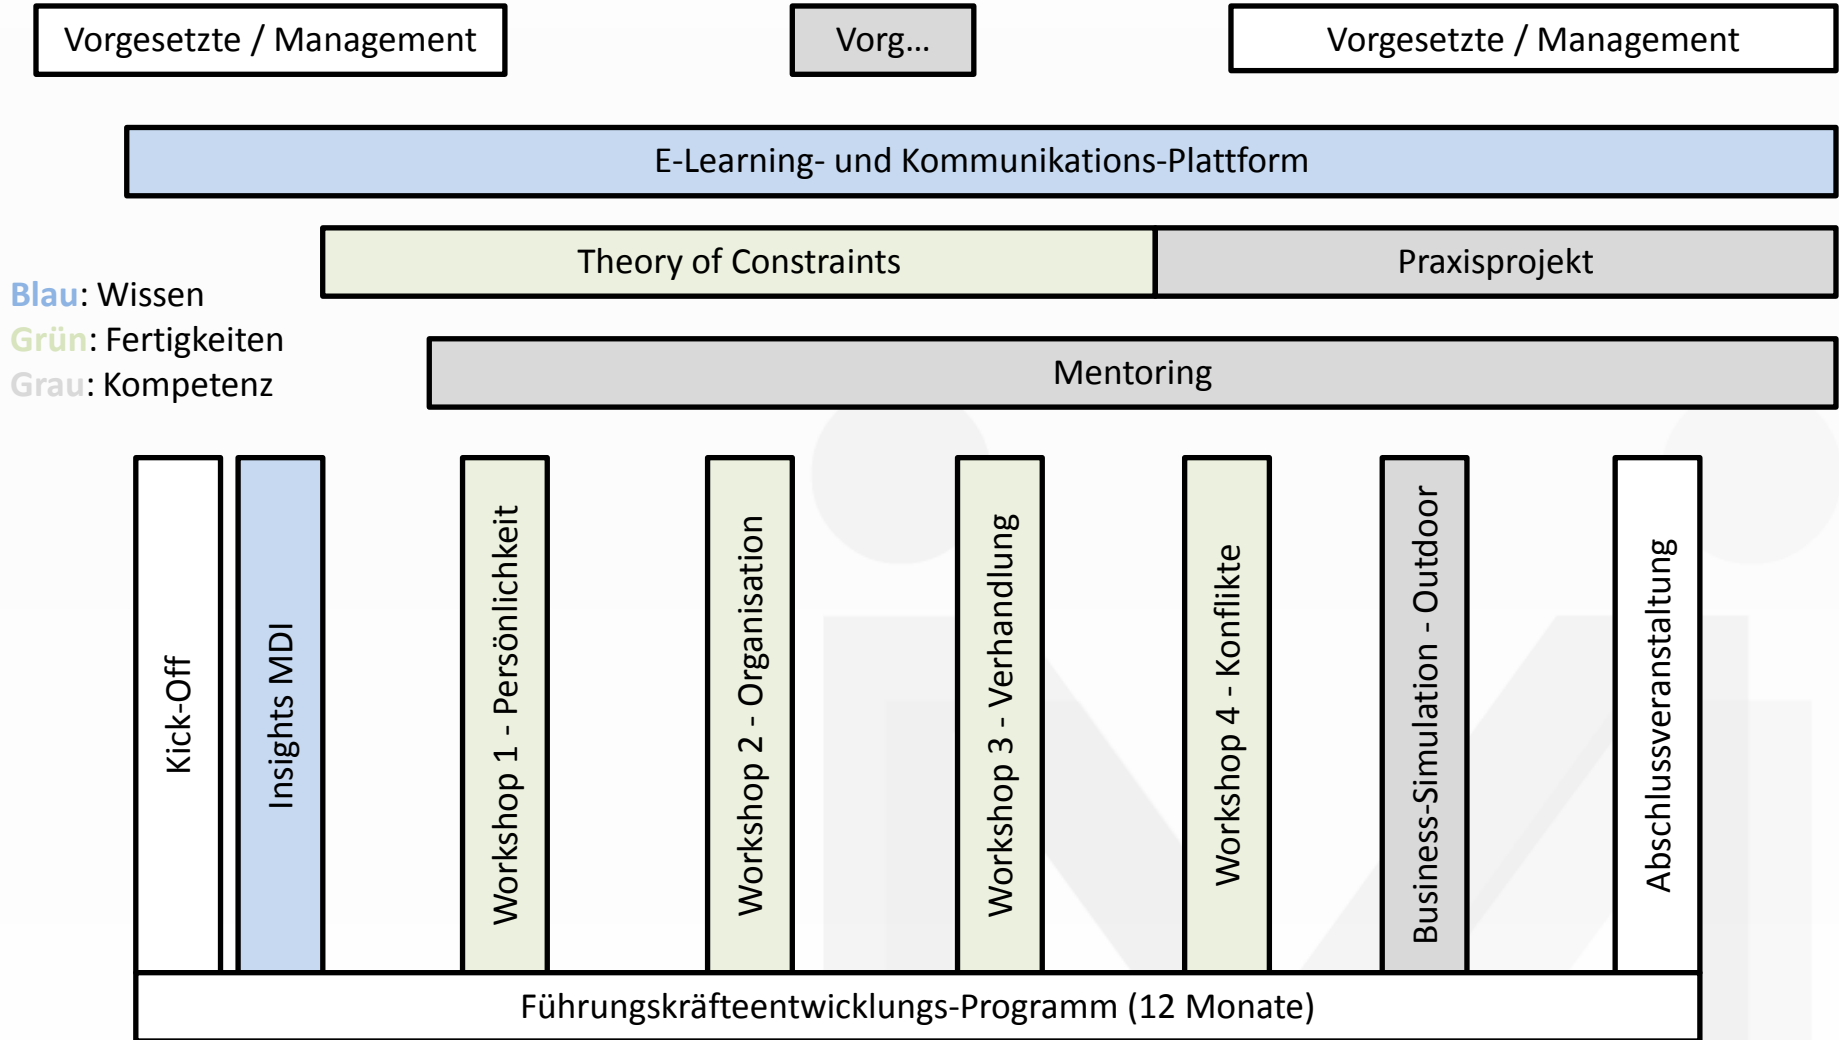 Vorgesetzte / Management
Vorg…
Vorgesetzte / Management
E-Learning- und Kommunikations-Plattform
Theory of Constraints
Praxisprojekt
Blau: Wissen
Grün: Fertigkeiten
Grau: Kompetenz
Mentoring
Kick-Off
Insights MDI
Workshop 1 - Persönlichkeit
Workshop 2 - Organisation
Workshop 3 - Verhandlung
Workshop 4 - Konflikte
Business-Simulation - Outdoor
Abschlussveranstaltung
Führungskräfteentwicklungs-Programm (12 Monate)